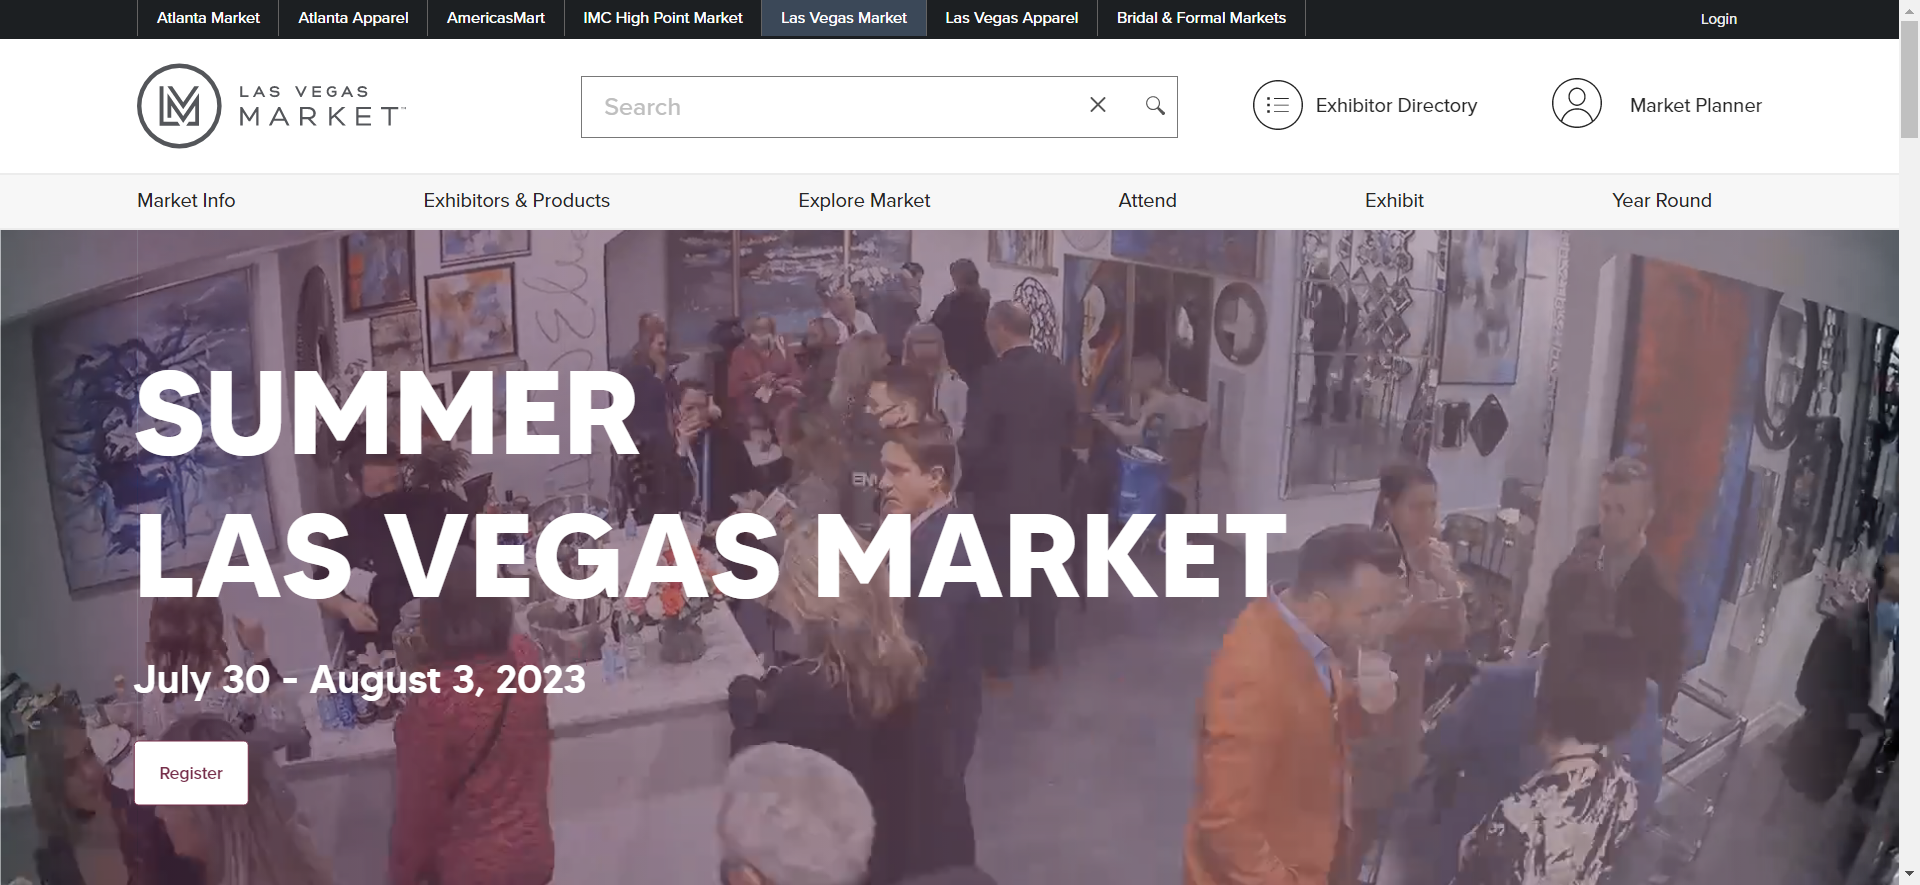 Atlanta Market
Atlanta Apparel
AmericasMart
IMC High Point Market
Las Vegas Market
Las Vegas Apparel
Bridal & Formal Markets
Login
LAS VEGAS
MARKET™
Search
Exhibitor Directory
Market Planner
Market Info
Exhibitors & Products
Explore Market
Attend
Exhibit
Year Round
SUMMER
LAS VEGAS MARKET
July 30 - August 3, 2023
Register